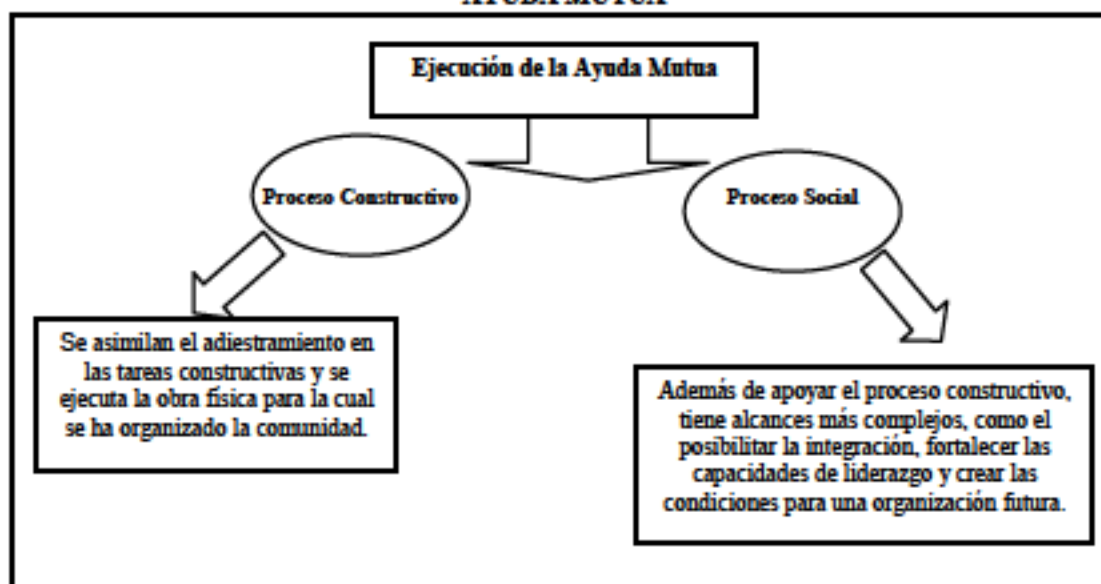 AYUDA MUTUA
Ejecución de la Ayuda Mutua
Proceso Constructivo
Proceso Social
Se asimilan el adiestramiento en
las tareas constructivas y se
ejecuta la obra física para la cual
se ha organizado la comunidad.
Además de apoyar el proceso constructivo,
tiene alcances más complejos, como el
posibilitar la integración, fortalecer las
capacidades de liderazgo y crear las
condiciones para una organización futura.